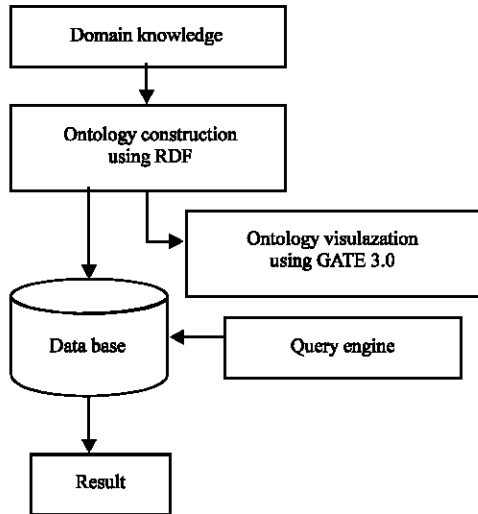 Domain knowledge
Ontology construction
using RDF
Ontology visulazation
using GATE 3.0
Data base
Query engine
Result